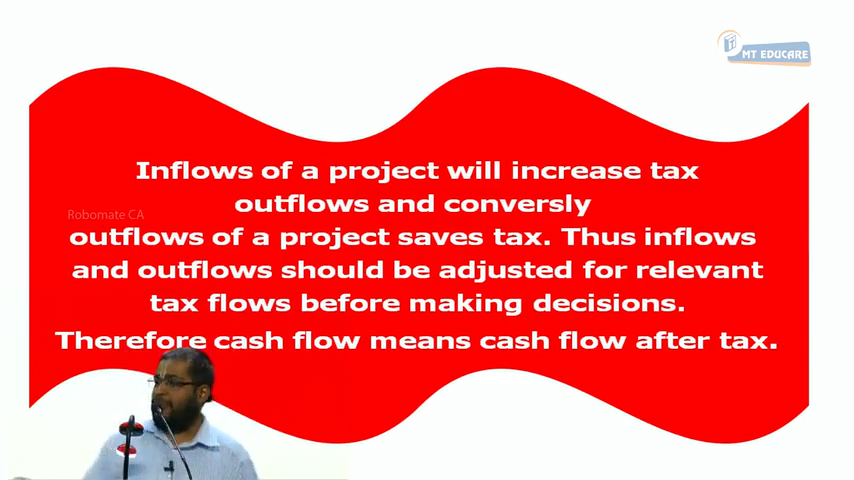 MT EDUCARE
Inflows of a project will increase tax
outflows and conversly
Robomate CA
outflows of a project saves tax. Thus inflows
and outflows should be adjusted for relevant
tax flows before making decisions.
Therefore cash flow means cash flow after tax.